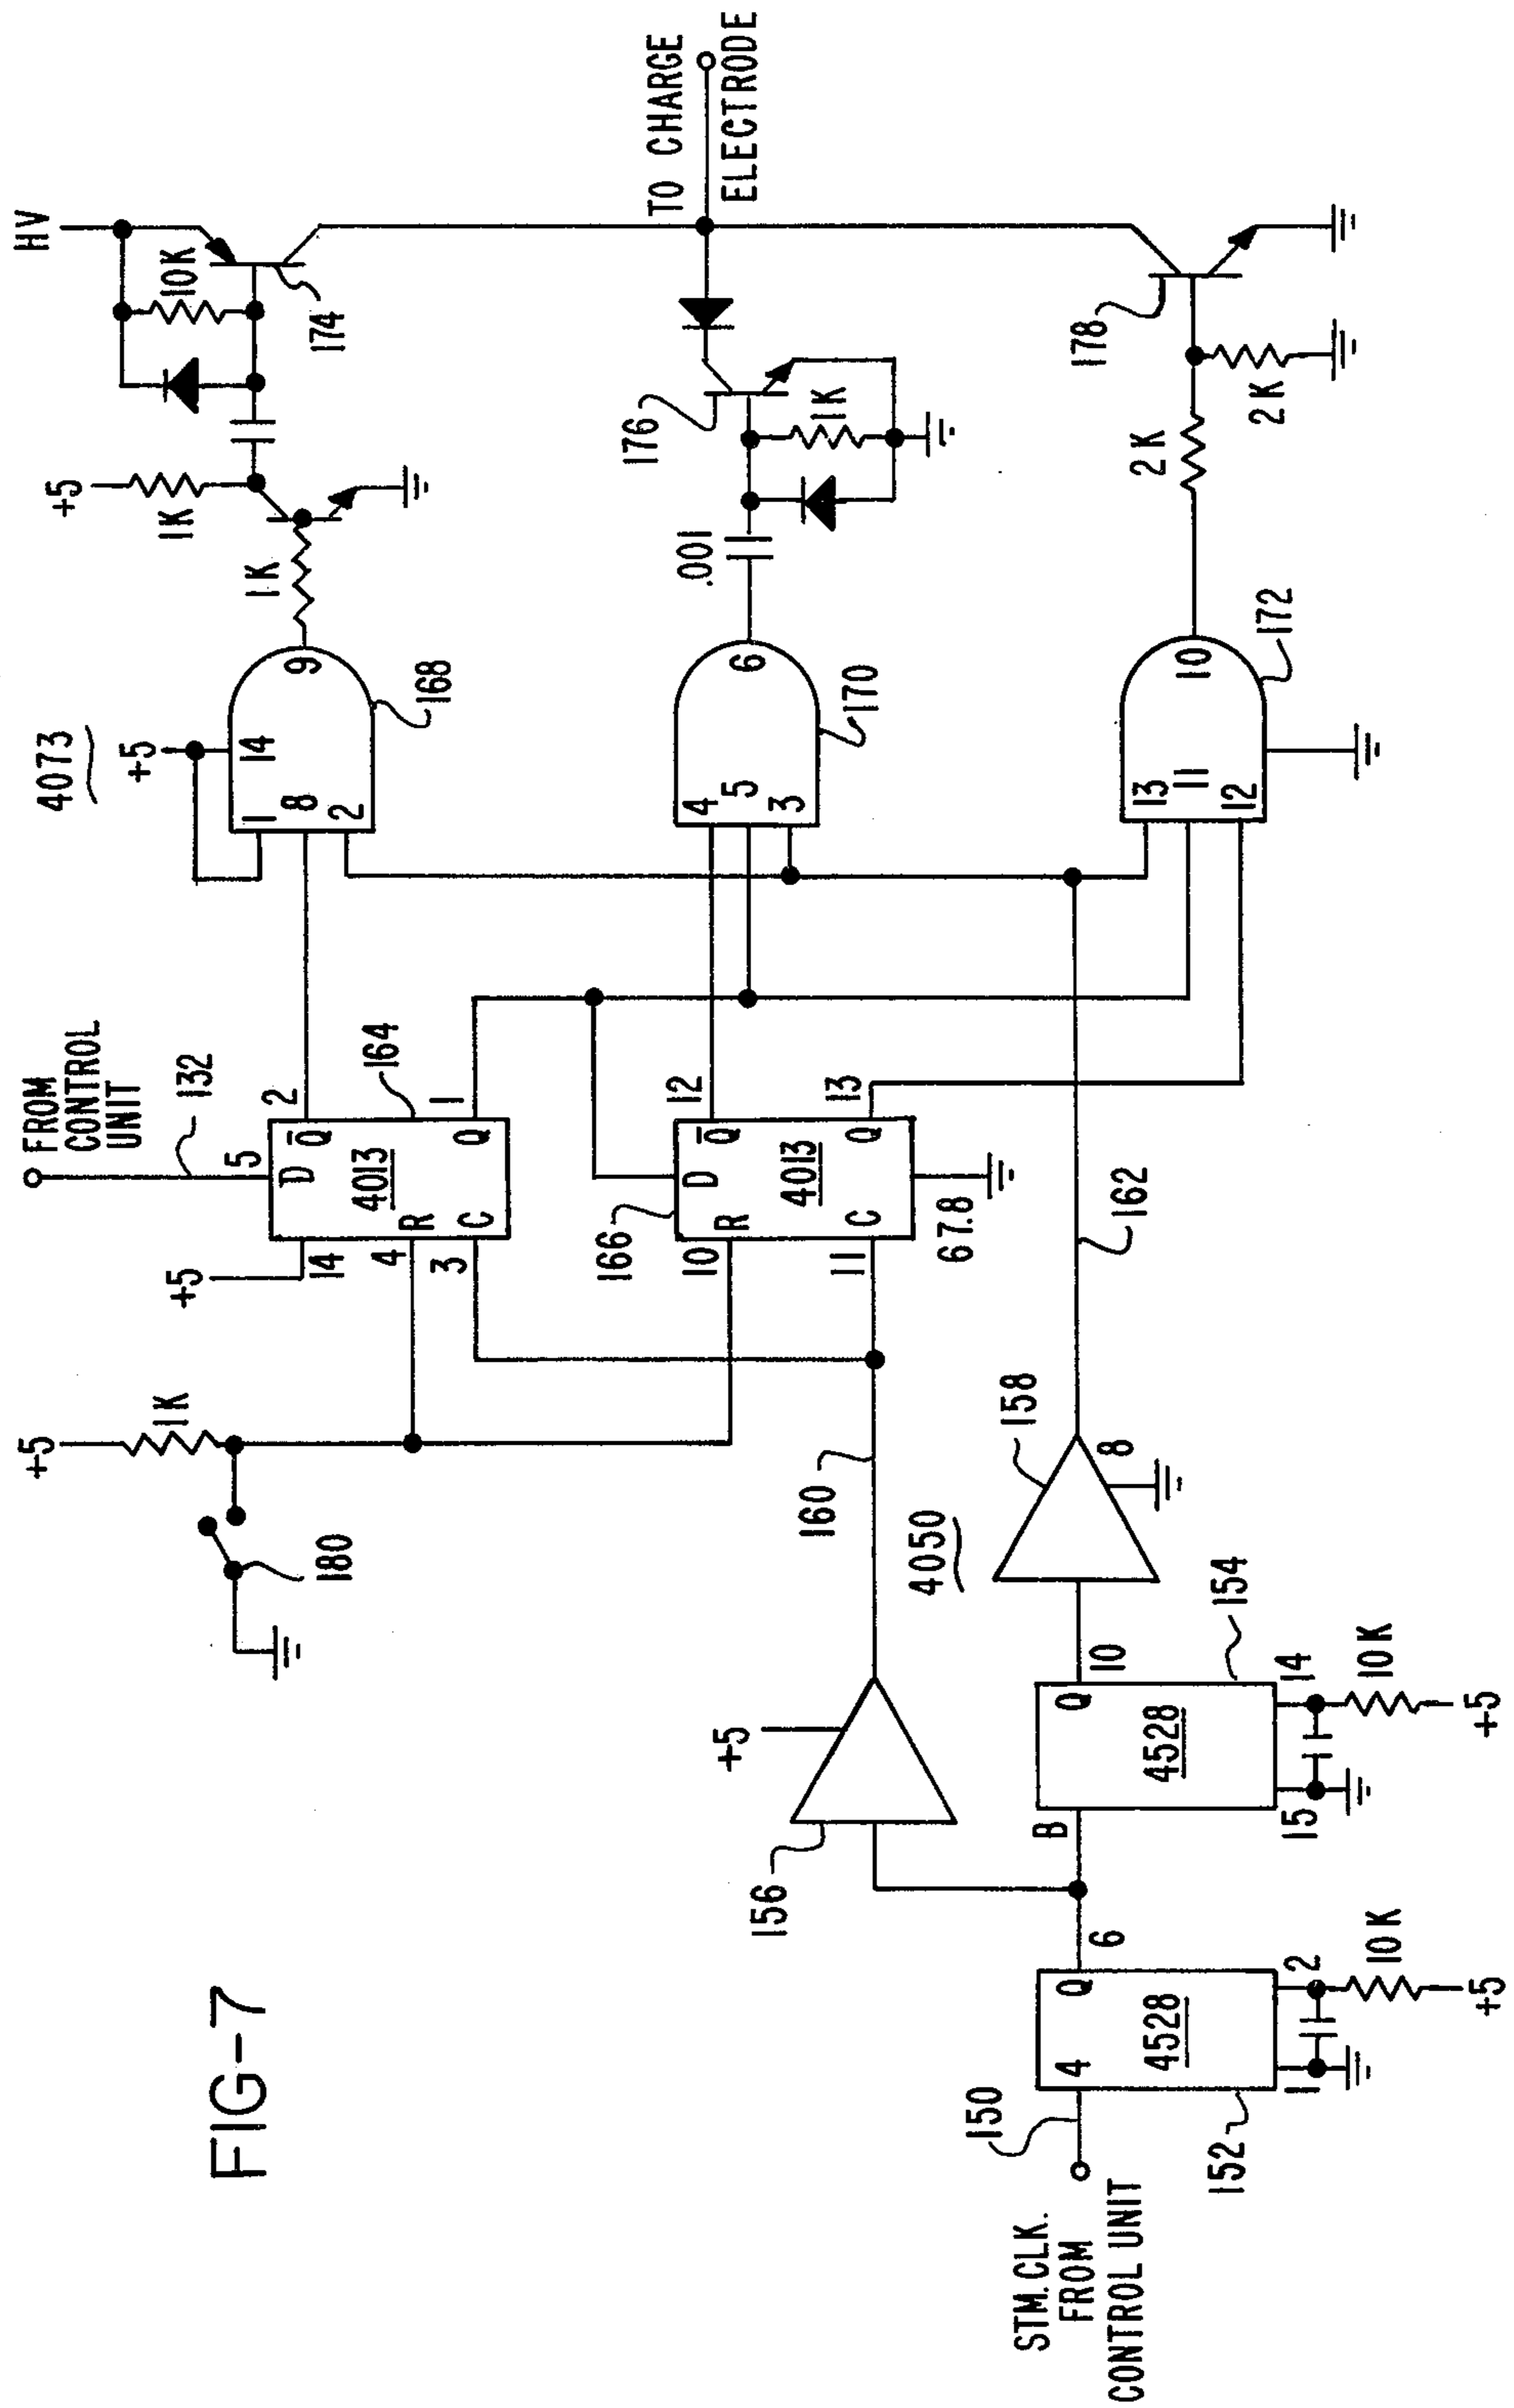 FIG-7
FROM
CONTROL
UNIT
132
+5
1K
180
+5
14
5
D
2
Q̅
4013
R
4
C
3
Q
1
164
166
D
12
Q̅
4013
R
10
C
11
Q
13
67.8
4073
+5
14
1
8
2
9
168
4
5
3
6
170
13
11
12
10
172
1K
+5
1K
HV
10K
174
.001
176
1K
TO CHARGE
ELECTRODE
2K
2K
178
STM.CLK.
FROM
CONTROL UNIT
150
4
Q
4528
6
152
1
2
10K
+5
156
+5
160
B
Q
4528
10
154
15
14
10K
+5
4050
158
8
162